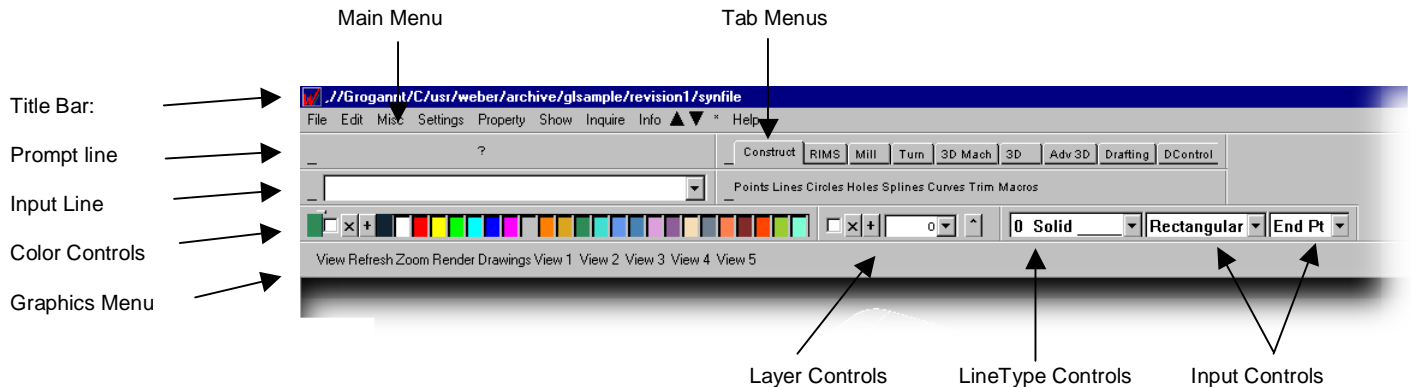 Main Menu
Tab Menus
Title Bar:
.//Grogannt/C/usr/weber/archive/glsample/revision1/synfile
File Edit Misc Settings Property Show Inquire Info * Help
Prompt line
?
Construct RIMS Mill Turn 3D Mach 3D Adv 3D Drafting DControl
Input Line
Points Lines Circles Holes Splines Curves Trim Macros
Color Controls
x + x + 0 ^ 0 Solid Rectangular End Pt
View Refresh Zoom Render Drawings View 1 View 2 View 3 View 4 View 5
Graphics Menu
Layer Controls
LineType Controls
Input Controls